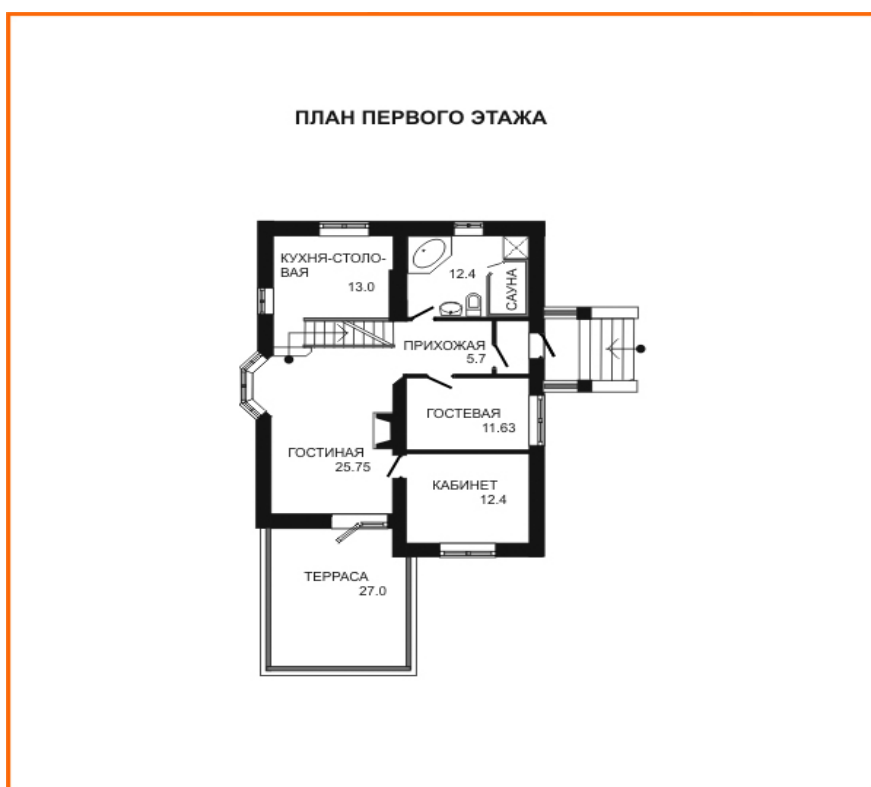 ПЛАН ПЕРВОГО ЭТАЖА
КУХНЯ-СТОЛО-
ВАЯ
13.0
12.4
САУНА
ПРИХОЖАЯ
5.7
ГОСТЕВАЯ
11.63
ГОСТИНАЯ
25.75
КАБИНЕТ
12.4
ТЕРРАСА
27.0